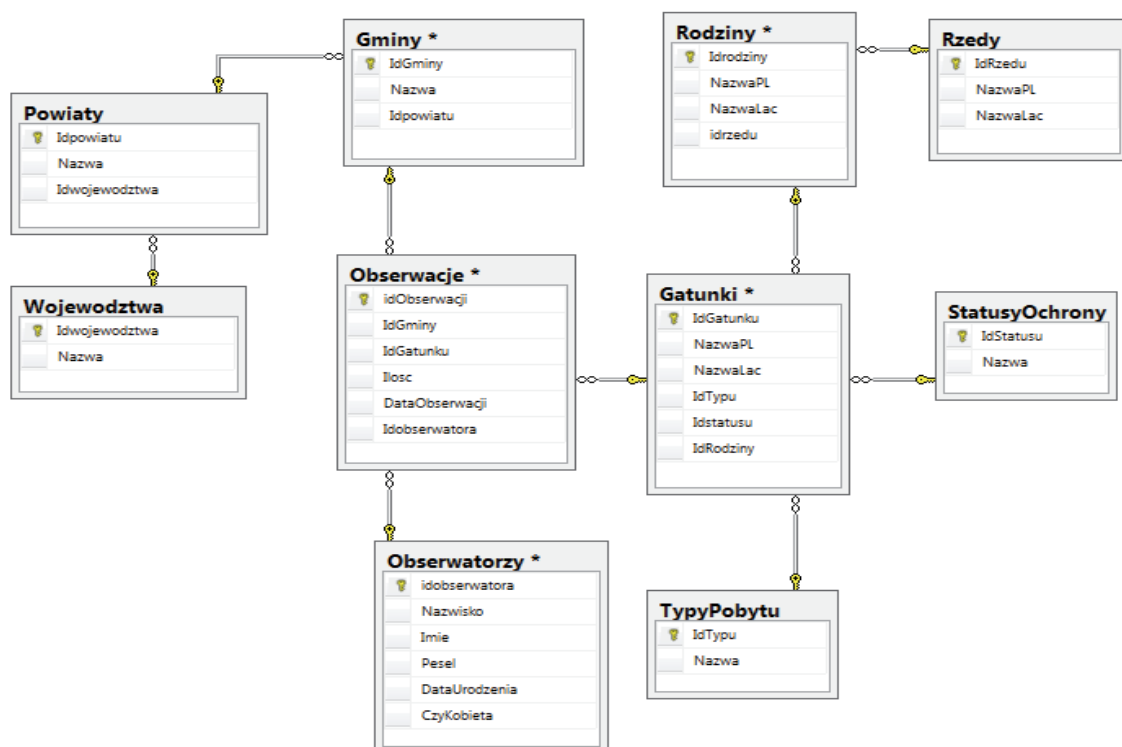 Gminy *
IdGminy
Nazwa
Idpowiatu
Rodziny *
Idrodziny
NazwaPL
NazwaLac
idrzedu
Rzedy
IdRzedu
NazwaPL
NazwaLac
Powiaty
Idpowiatu
Nazwa
Idwojewodztwa
Wojewodztwa
Idwojewodztwa
Nazwa
Obserwacje *
idObserwacji
IdGminy
IdGatunku
Ilosc
DataObserwacji
Idobserwatora
Gatunki *
IdGatunku
NazwaPL
NazwaLac
IdTypu
Idstatusu
IdRodziny
StatusyOchrony
IdStatusu
Nazwa
Obserwatorzy *
idobserwatora
Nazwisko
Imie
Pesel
DataUrodzenia
CzyKobieta
TypyPobytu
IdTypu
Nazwa